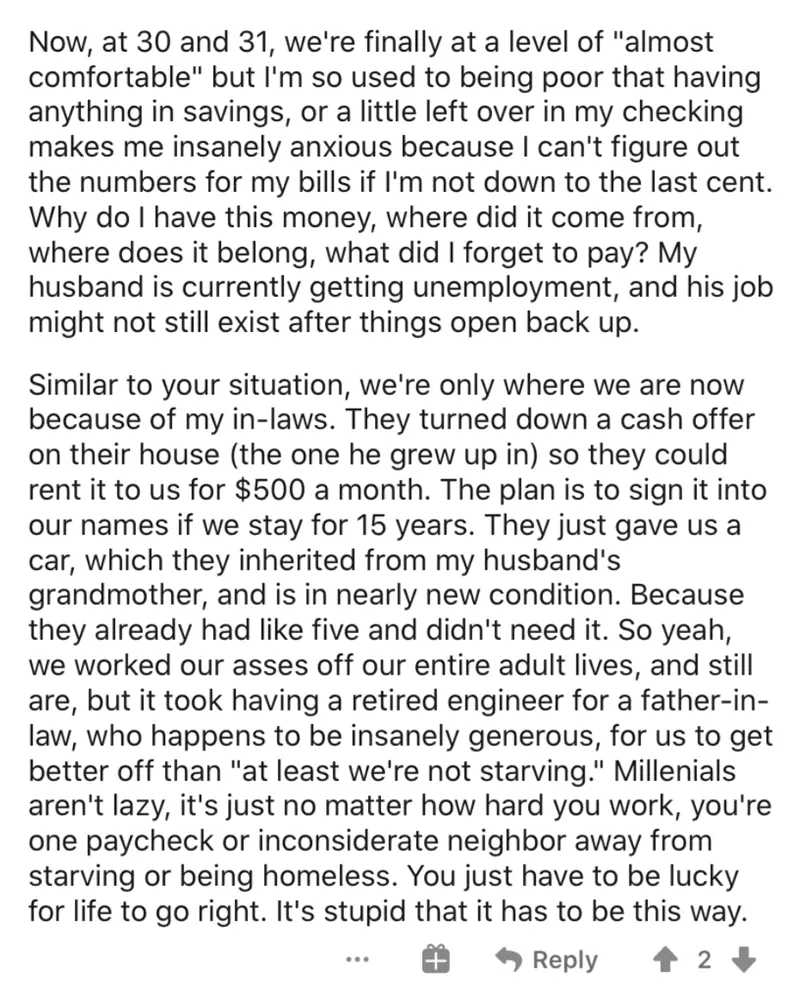 Now, at 30 and 31, we're finally at a level of "almost
comfortable" but I'm so used to being poor that having
anything in savings, or a little left over in my checking
makes me insanely anxious because I can't figure out
the numbers for my bills if I'm not down to the last cent.
Why do I have this money, where did it come from,
where does it belong, what did I forget to pay? My
husband is currently getting unemployment, and his job
might not still exist after things open back up.
Similar to your situation, we're only where we are now
because of my in-laws. They turned down a cash offer
on their house (the one he grew up in) so they could
rent it to us for $500 a month. The plan is to sign it into
our names if we stay for 15 years. They just gave us a
car, which they inherited from my husband's
grandmother, and is in nearly new condition. Because
they already had like five and didn't need it. So yeah,
we worked our asses off our entire adult lives, and still
are, but it took having a retired engineer for a father-in-
law, who happens to be insanely generous, for us to get
better off than "at least we're not starving." Millenials
aren't lazy, it's just no matter how hard you work, you're
one paycheck or inconsiderate neighbor away from
starving or being homeless. You just have to be lucky
for life to go right. It's stupid that it has to be this way.
Reply 2